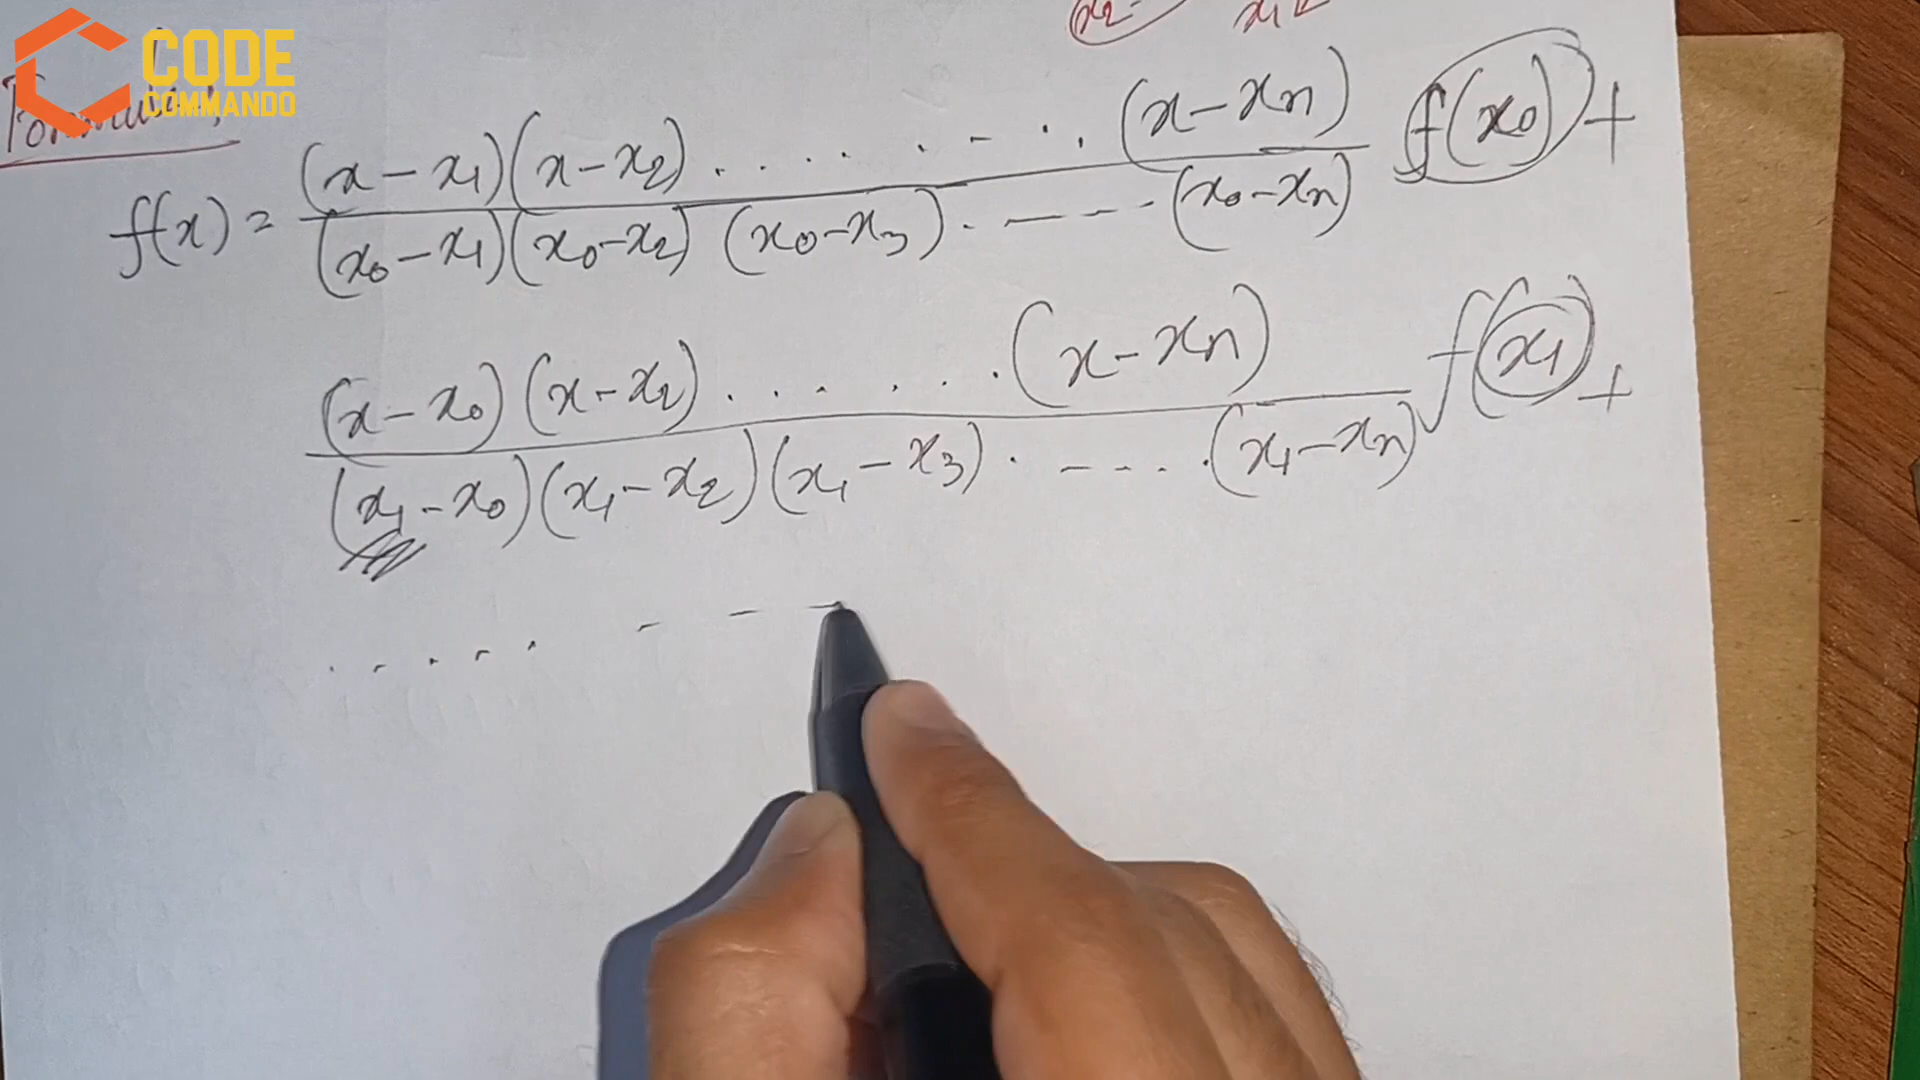 CODE
COMMANDO
Formula:
f(x) = (x - x1)(x - x2) ..... - . . (x - xn) f(x0) +
(x0 - x1)(x0 - x2) (x0 - x3) . ---- (x0 - xn)
(x - x0)(x - x2) ...... (x - xn) f(x1) +
(x1 - x0)(x1 - x2)(x1 - x3) . --... (x1 - xn)
..... - - -